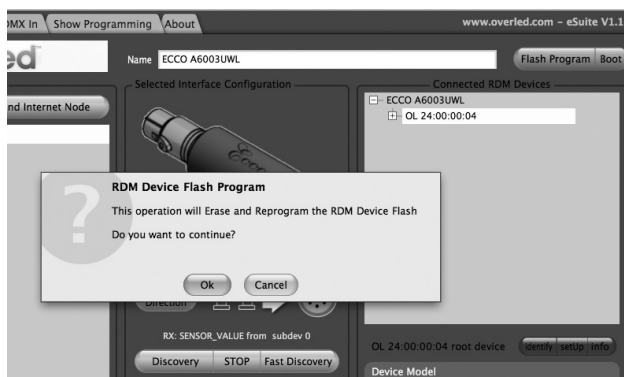 DMX In Show Programming About www.overled.com – eSuite V1.1
ed
Name ECCO A6003UWL Flash Program Boot
Selected Interface Configuration
Connected RDM Devices
nd Internet Node
ECCO A6003UWL
OL 24:00:00:04
Ecco
RDM Device Flash Program
This operation will Erase and Reprogram the RDM Device Flash
Do you want to continue?
Ok Cancel
Direction
RX: SENSOR_VALUE from subdev 0
OL 24:00:00:04 root device identify setUp info
Discovery STOP Fast Discovery
Device Model